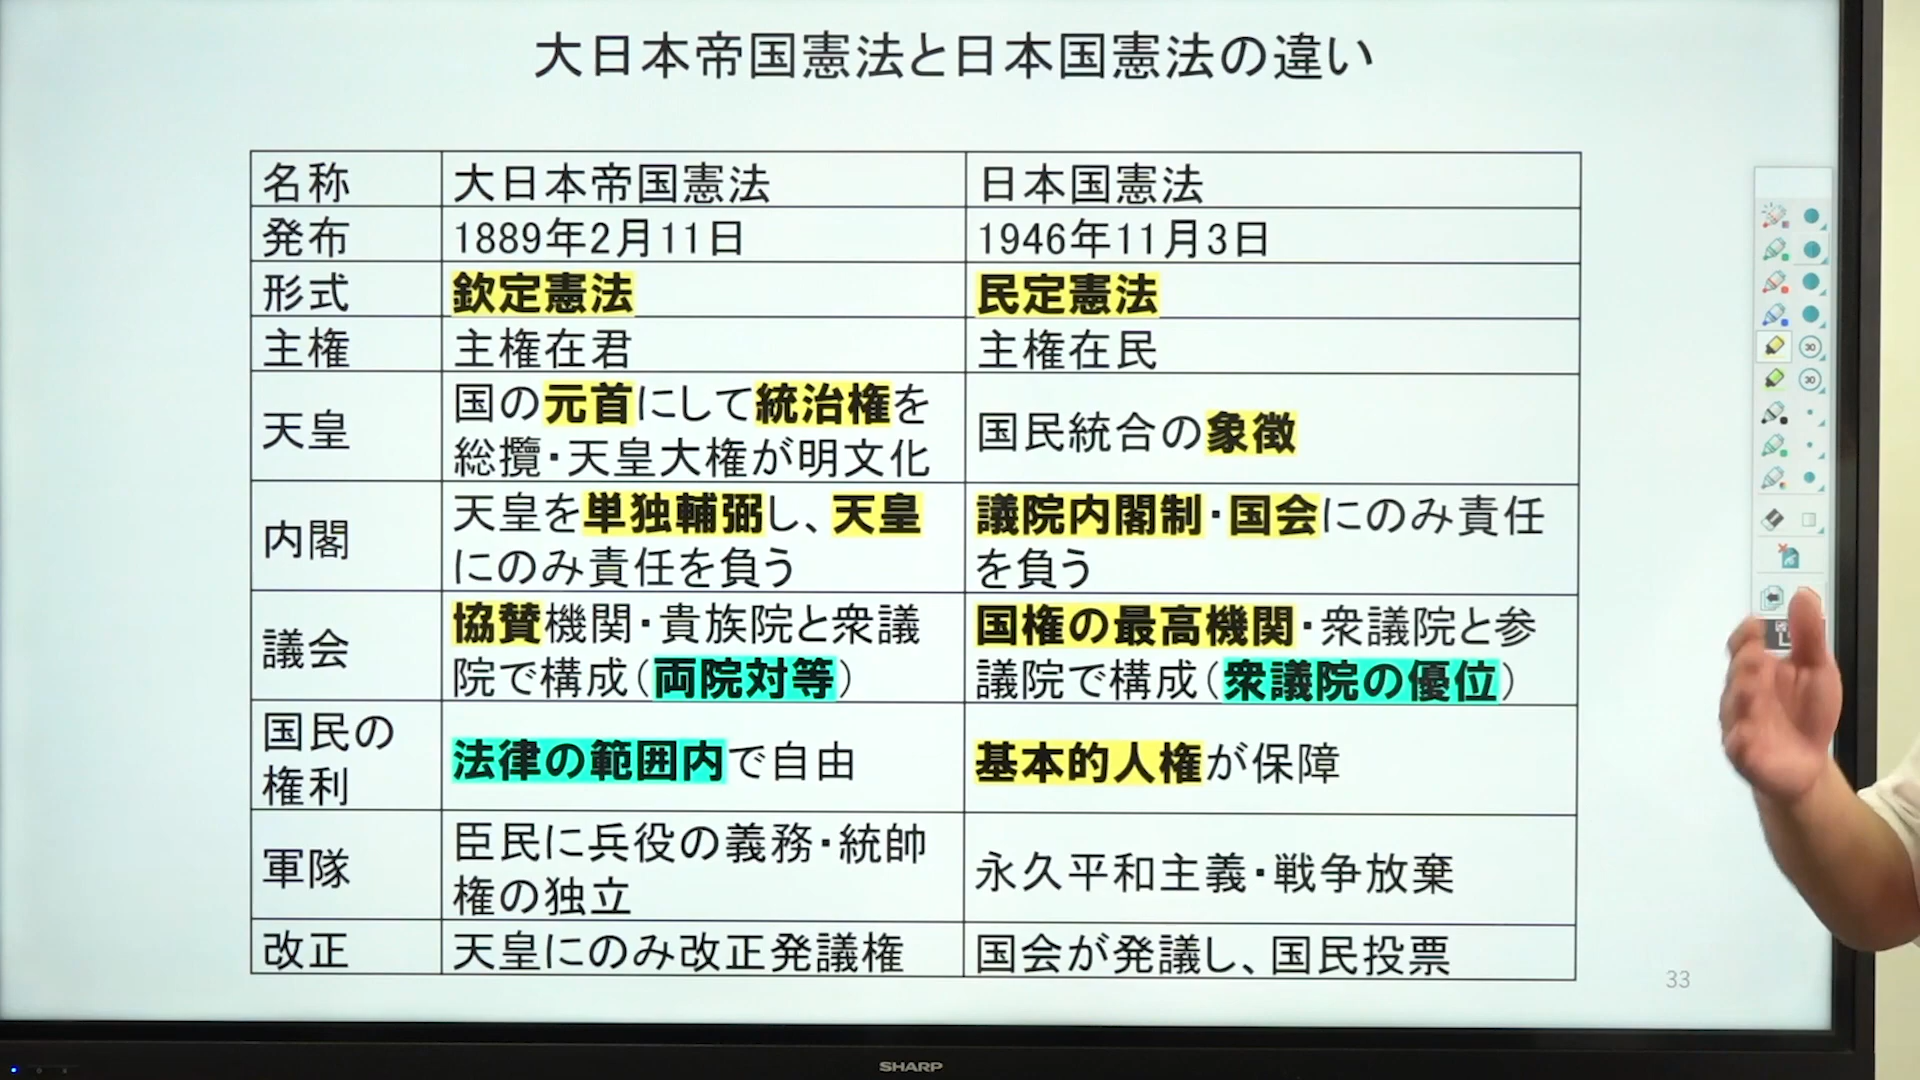 大日本帝国憲法と日本国憲法の違い
名称
大日本帝国憲法
日本国憲法
発布
1889年2月11日
1946年11月3日
形式
欽定憲法
民定憲法
主権
主権在君
主権在民
天皇
国の元首にして統治権を
総攬・天皇大権が明文化
国民統合の象徴
内閣
天皇を単独輔弼し、天皇
にのみ責任を負う
議院内閣制・国会にのみ責任
を負う
議会
協賛機関・貴族院と衆議
院で構成（両院対等）
国権の最高機関・衆議院と参
議院で構成（衆議院の優位）
国民の
権利
法律の範囲内で自由
基本的人権が保障
軍隊
臣民に兵役の義務・統帥
権の独立
永久平和主義・戦争放棄
改正
天皇にのみ改正発議権
国会が発議し、国民投票
33
30
30
SHARP